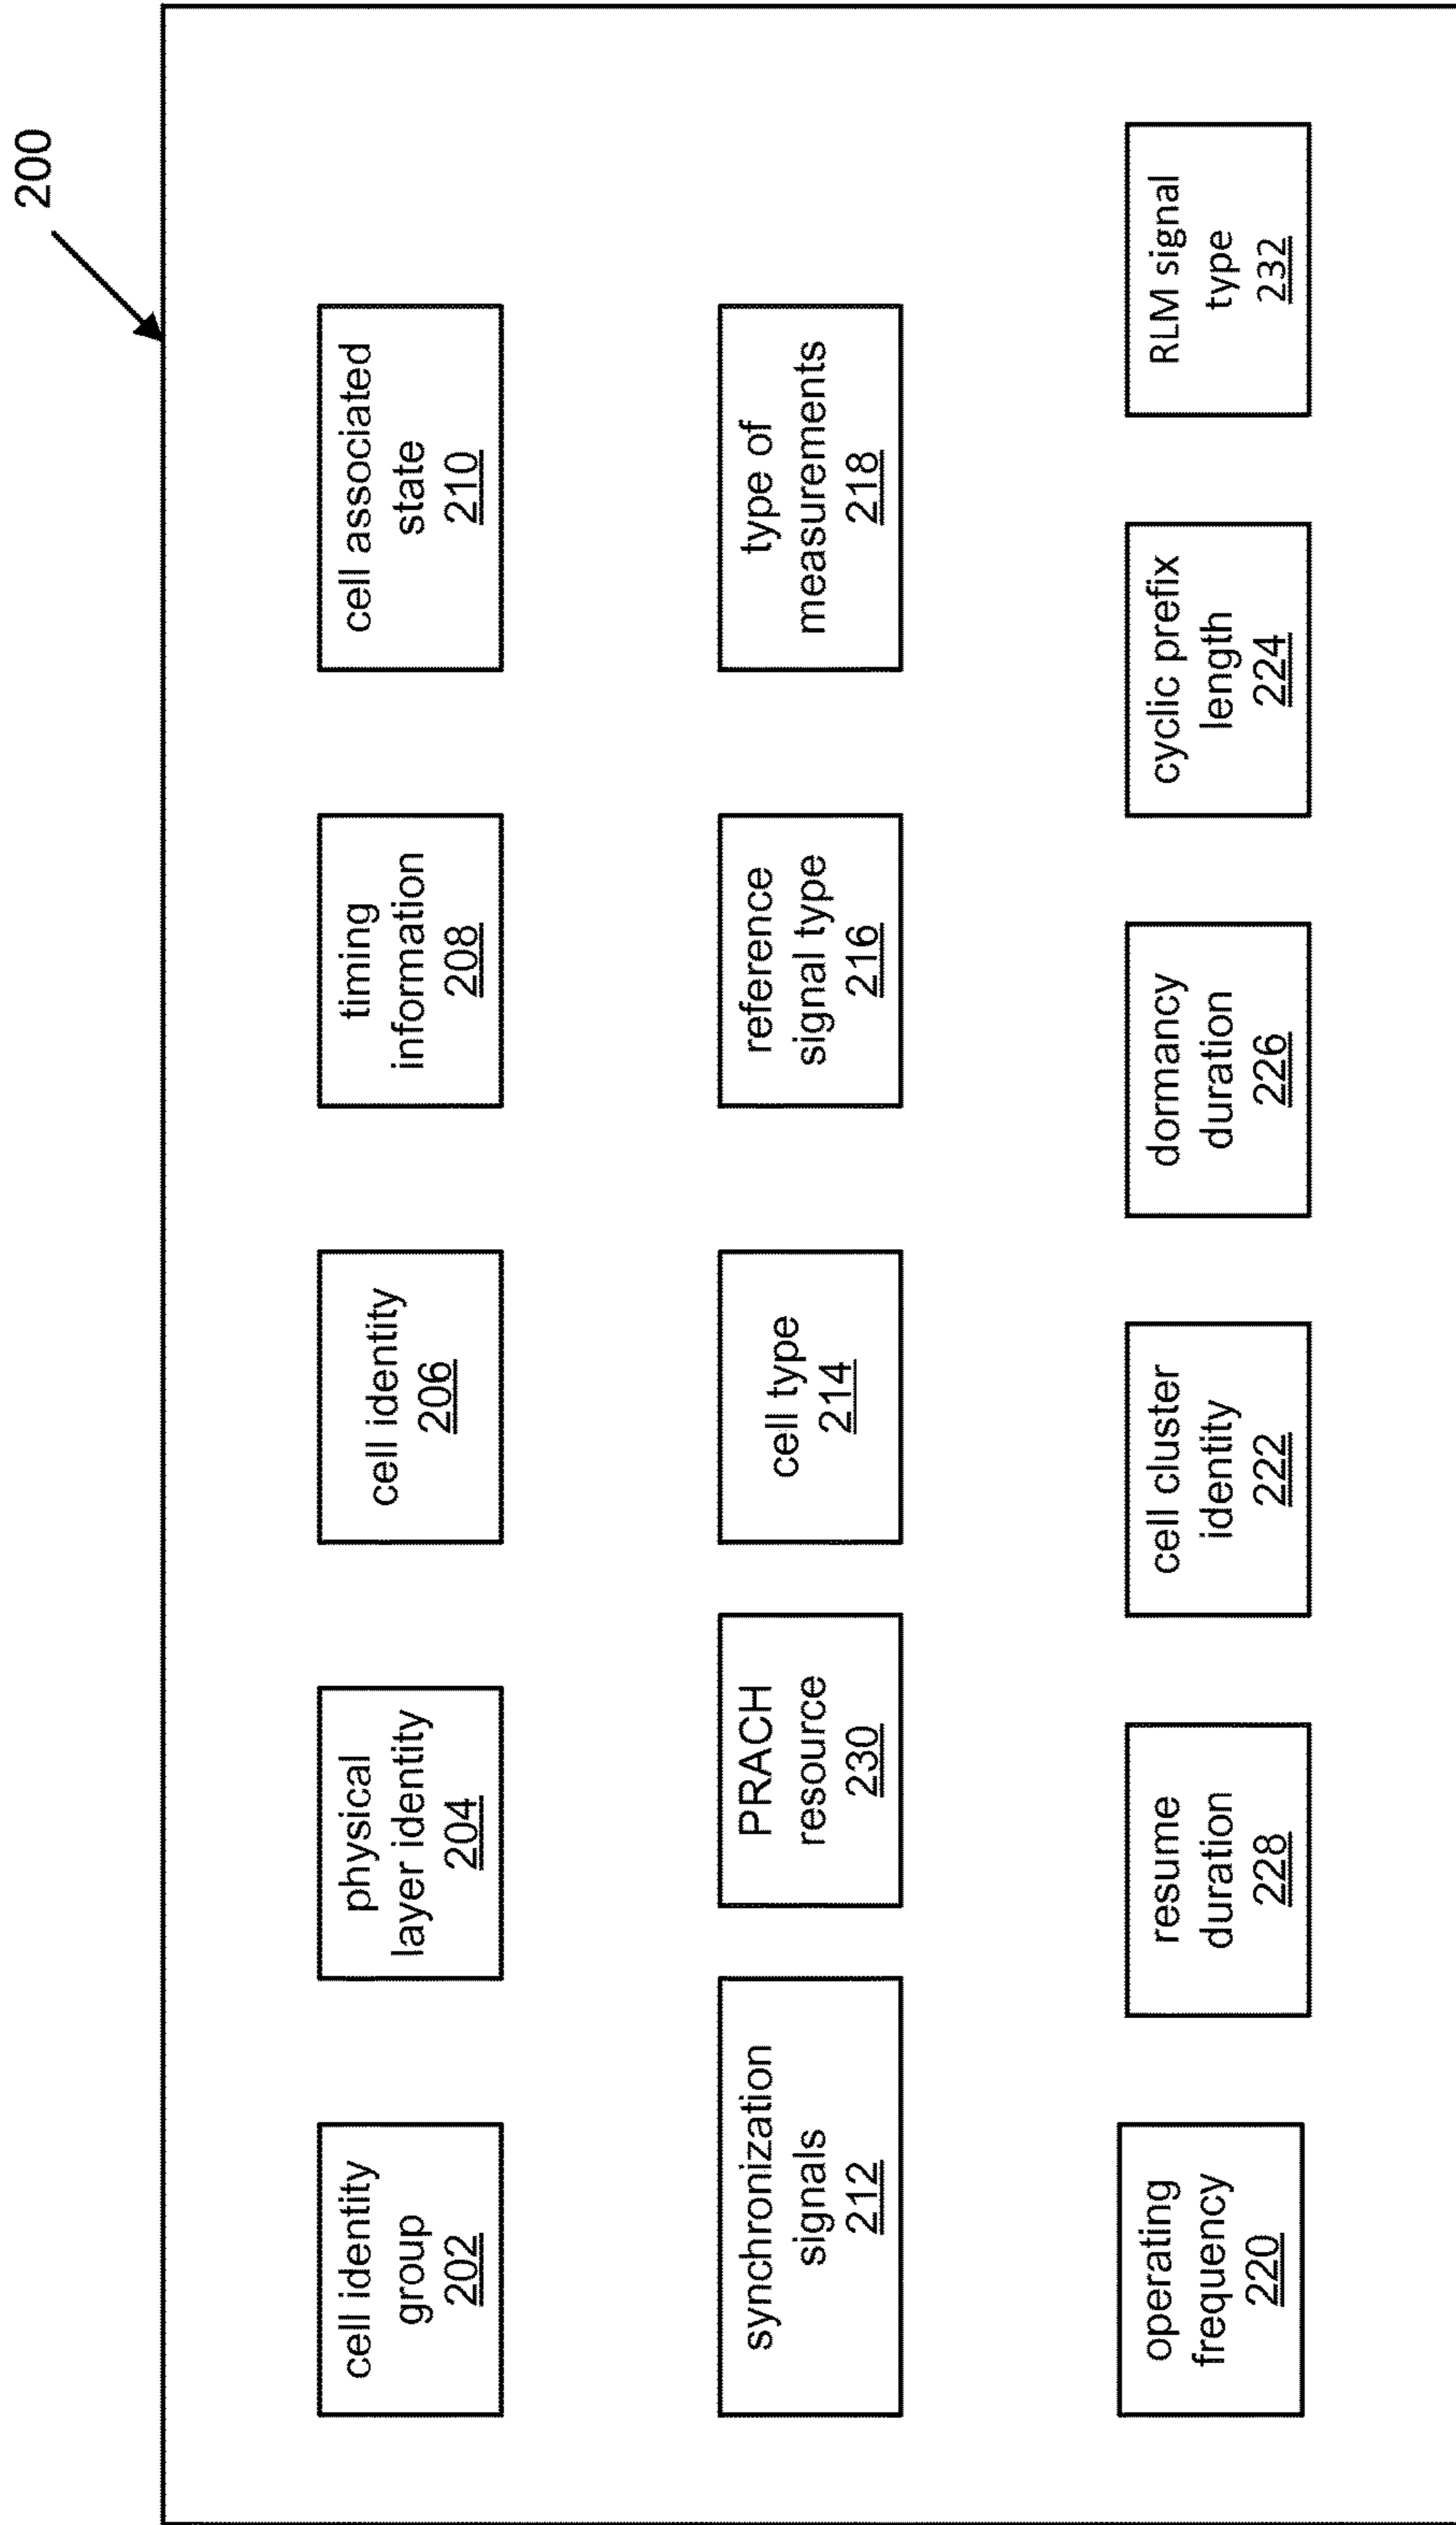 200
cell identity
group
202
physical
layer identity
204
cell identity
206
timing
information
208
cell associated
state
210
synchronization
signals
212
PRACH
resource
230
cell type
214
reference
signal type
216
type of
measurements
218
operating
frequency
220
resume
duration
228
cell cluster
identity
222
dormancy
duration
226
cyclic prefix
length
224
RLM signal
type
232